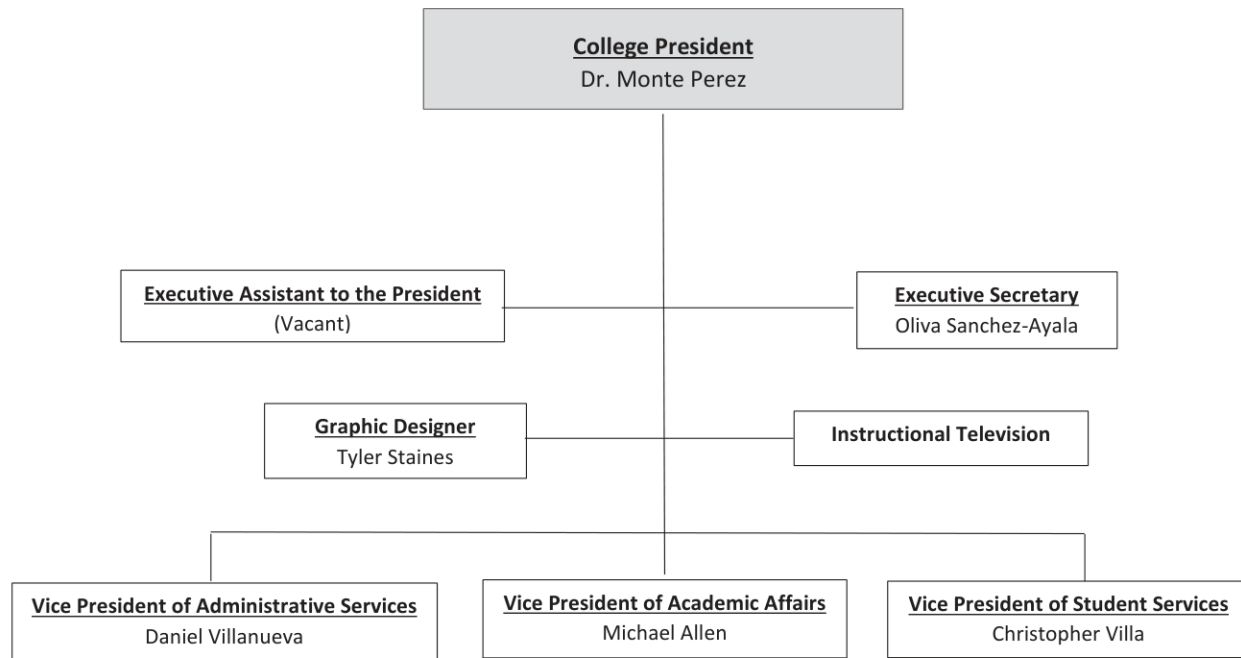 College President
Dr. Monte Perez
Executive Assistant to the President
(Vacant)
Executive Secretary
Oliva Sanchez-Ayala
Graphic Designer
Tyler Staines
Instructional Television
Vice President of Administrative Services
Daniel Villanueva
Vice President of Academic Affairs
Michael Allen
Vice President of Student Services
Christopher Villa